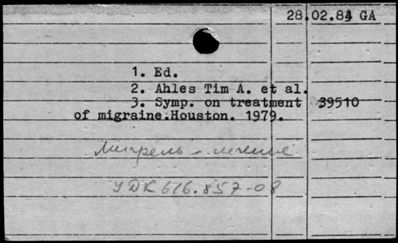 28.02.84 GA
1. Ed.
2. Ahles Tim A. et al.
3. Symp. on treatment 39510
of migraine.Houston. 1979.
Мигрень – лечение
УДК 616.857-08